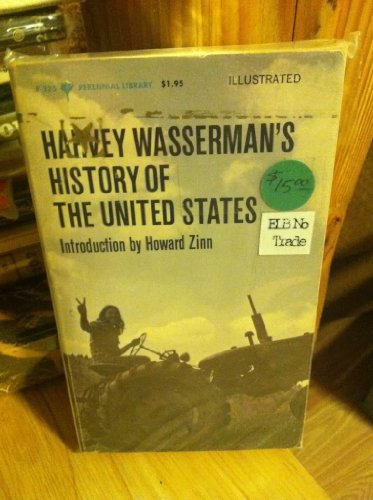 PERENNIAL LIBRARY $1.95 ILLUSTRATED
HARVEY WASSERMAN'S
HISTORY OF
THE UNITED STATES
Introduction by Howard Zinn
$15.00
ELB No
Trade